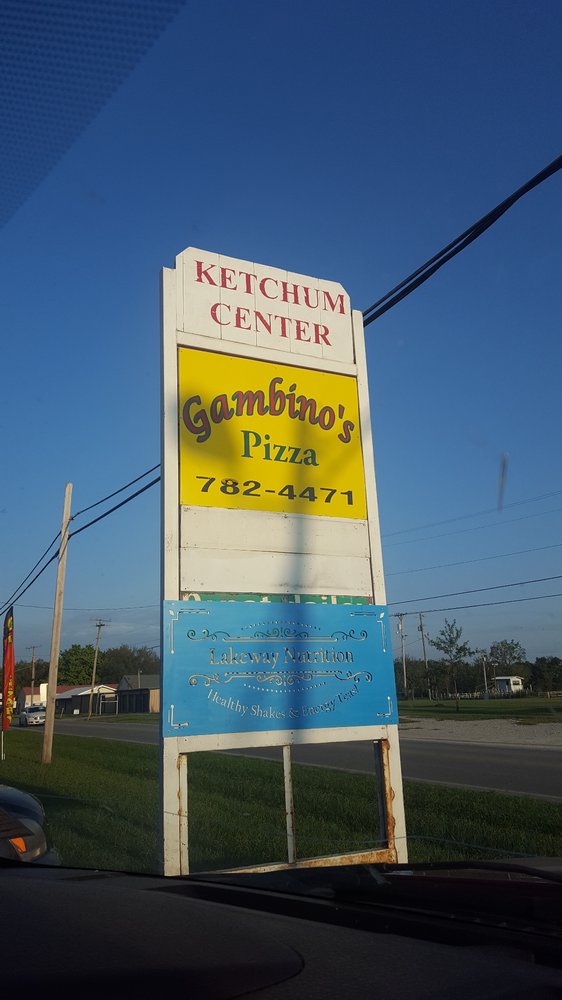 KETCHUM
CENTER
Gambino's
Pizza
782-4471
Lakeway Nutrition
Healthy Shakes & Energy Teas!